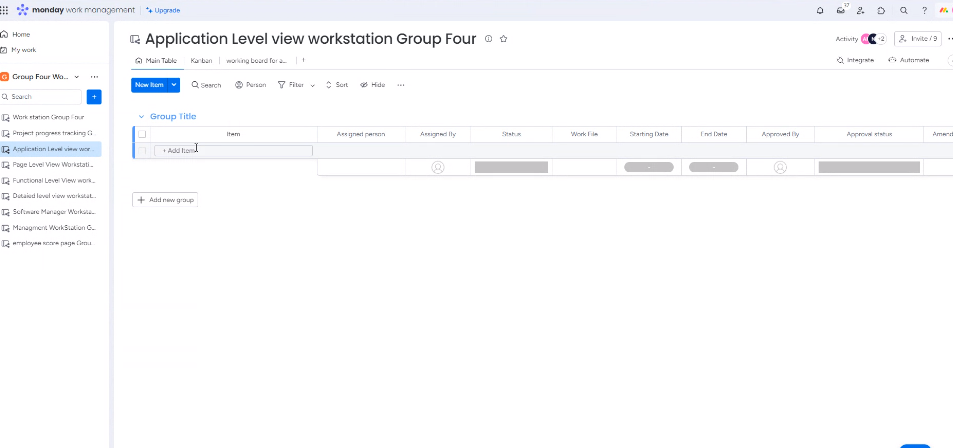 monday work management
Upgrade
17
Home
My work
G Group Four Wo...
Search
+
Work station Group Four
Project progress tracking G
Application Level view wor...
Page Level View Workstati...
Functional Level View work...
Detaied level view workstat...
Software Manager Worksta...
Managment WorkStation G...
employee score page Grou
Application Level view workstation Group Four
Activity
+2
Invite / 9
Main Table
Kanban
working board for a...
Integrate
Automate
New Item
Search
Person
Filter
Sort
Hide
Group Title
Item
Assigned person
Assigned By
Status
Work File
Starting Date
End Date
Approved By
Approval status
Amend
+ Add Item
-
-
+ Add new group